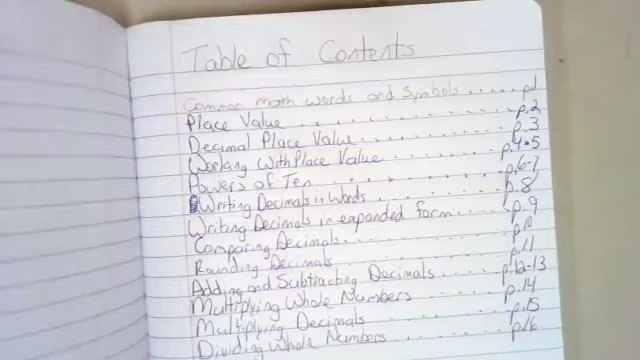 Table of Contents
Common math words and Symbols ..... p.1
Place Value ............ p.2
Decimal Place Value ......... p.3
Working With Place Value ....... p.4-5
Powers of Ten .......... p.6-7
Writing Decimals in Words ........ p.8
Writing Decimals in expanded form ... p.9
Comparing Decimals ........... p.10
Rounding Decimals ........... p.11
Adding and Subtracting Decimals ..... p.12-13
Multiplying Whole Numbers ....... p.14
Multiplying Decimals ......... p.15
Dividing Whole Numbers ........ p.16